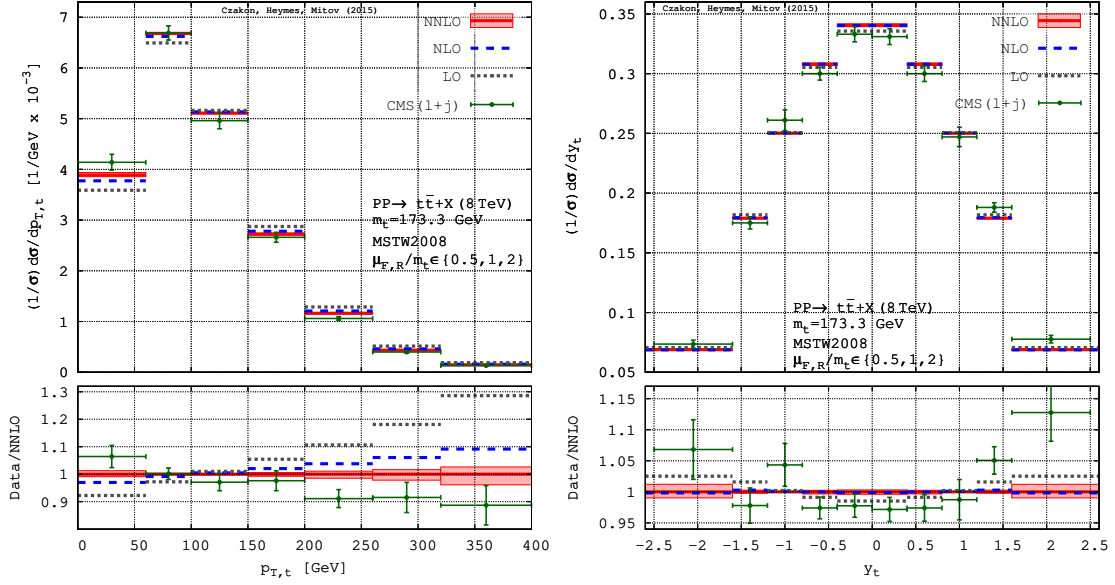 Czakon, Heymes, Mitov (2015)
NNLO
NLO
LO
CMS(l+j)
(1/σ)dσ/dp_T,t [1/GeV x 10⁻³]
7
6
5
4
3
2
1
0
PP→ tt̄+X (8TeV)
m_t=173.3 GeV
MSTW2008
μ_F,R/m_t∈{0.5,1,2}
Data/NNLO
1.3
1.2
1.1
1.0
0.9
0 50 100 150 200 250 300 350 400
p_T,t [GeV]
Czakon, Heymes, Mitov (2015)
NNLO
NLO
LO
CMS(l+j)
(1/σ)dσ/dy_t
0.35
0.3
0.25
0.2
0.15
0.1
0.05
PP→ tt̄+X (8TeV)
m_t=173.3 GeV
MSTW2008
μ_F,R/m_t∈{0.5,1,2}
Data/NNLO
1.15
1.10
1.05
1
0.95
−2.5 −2 −1.5 −1 −0.5 0 0.5 1 1.5 2 2.5
y_t